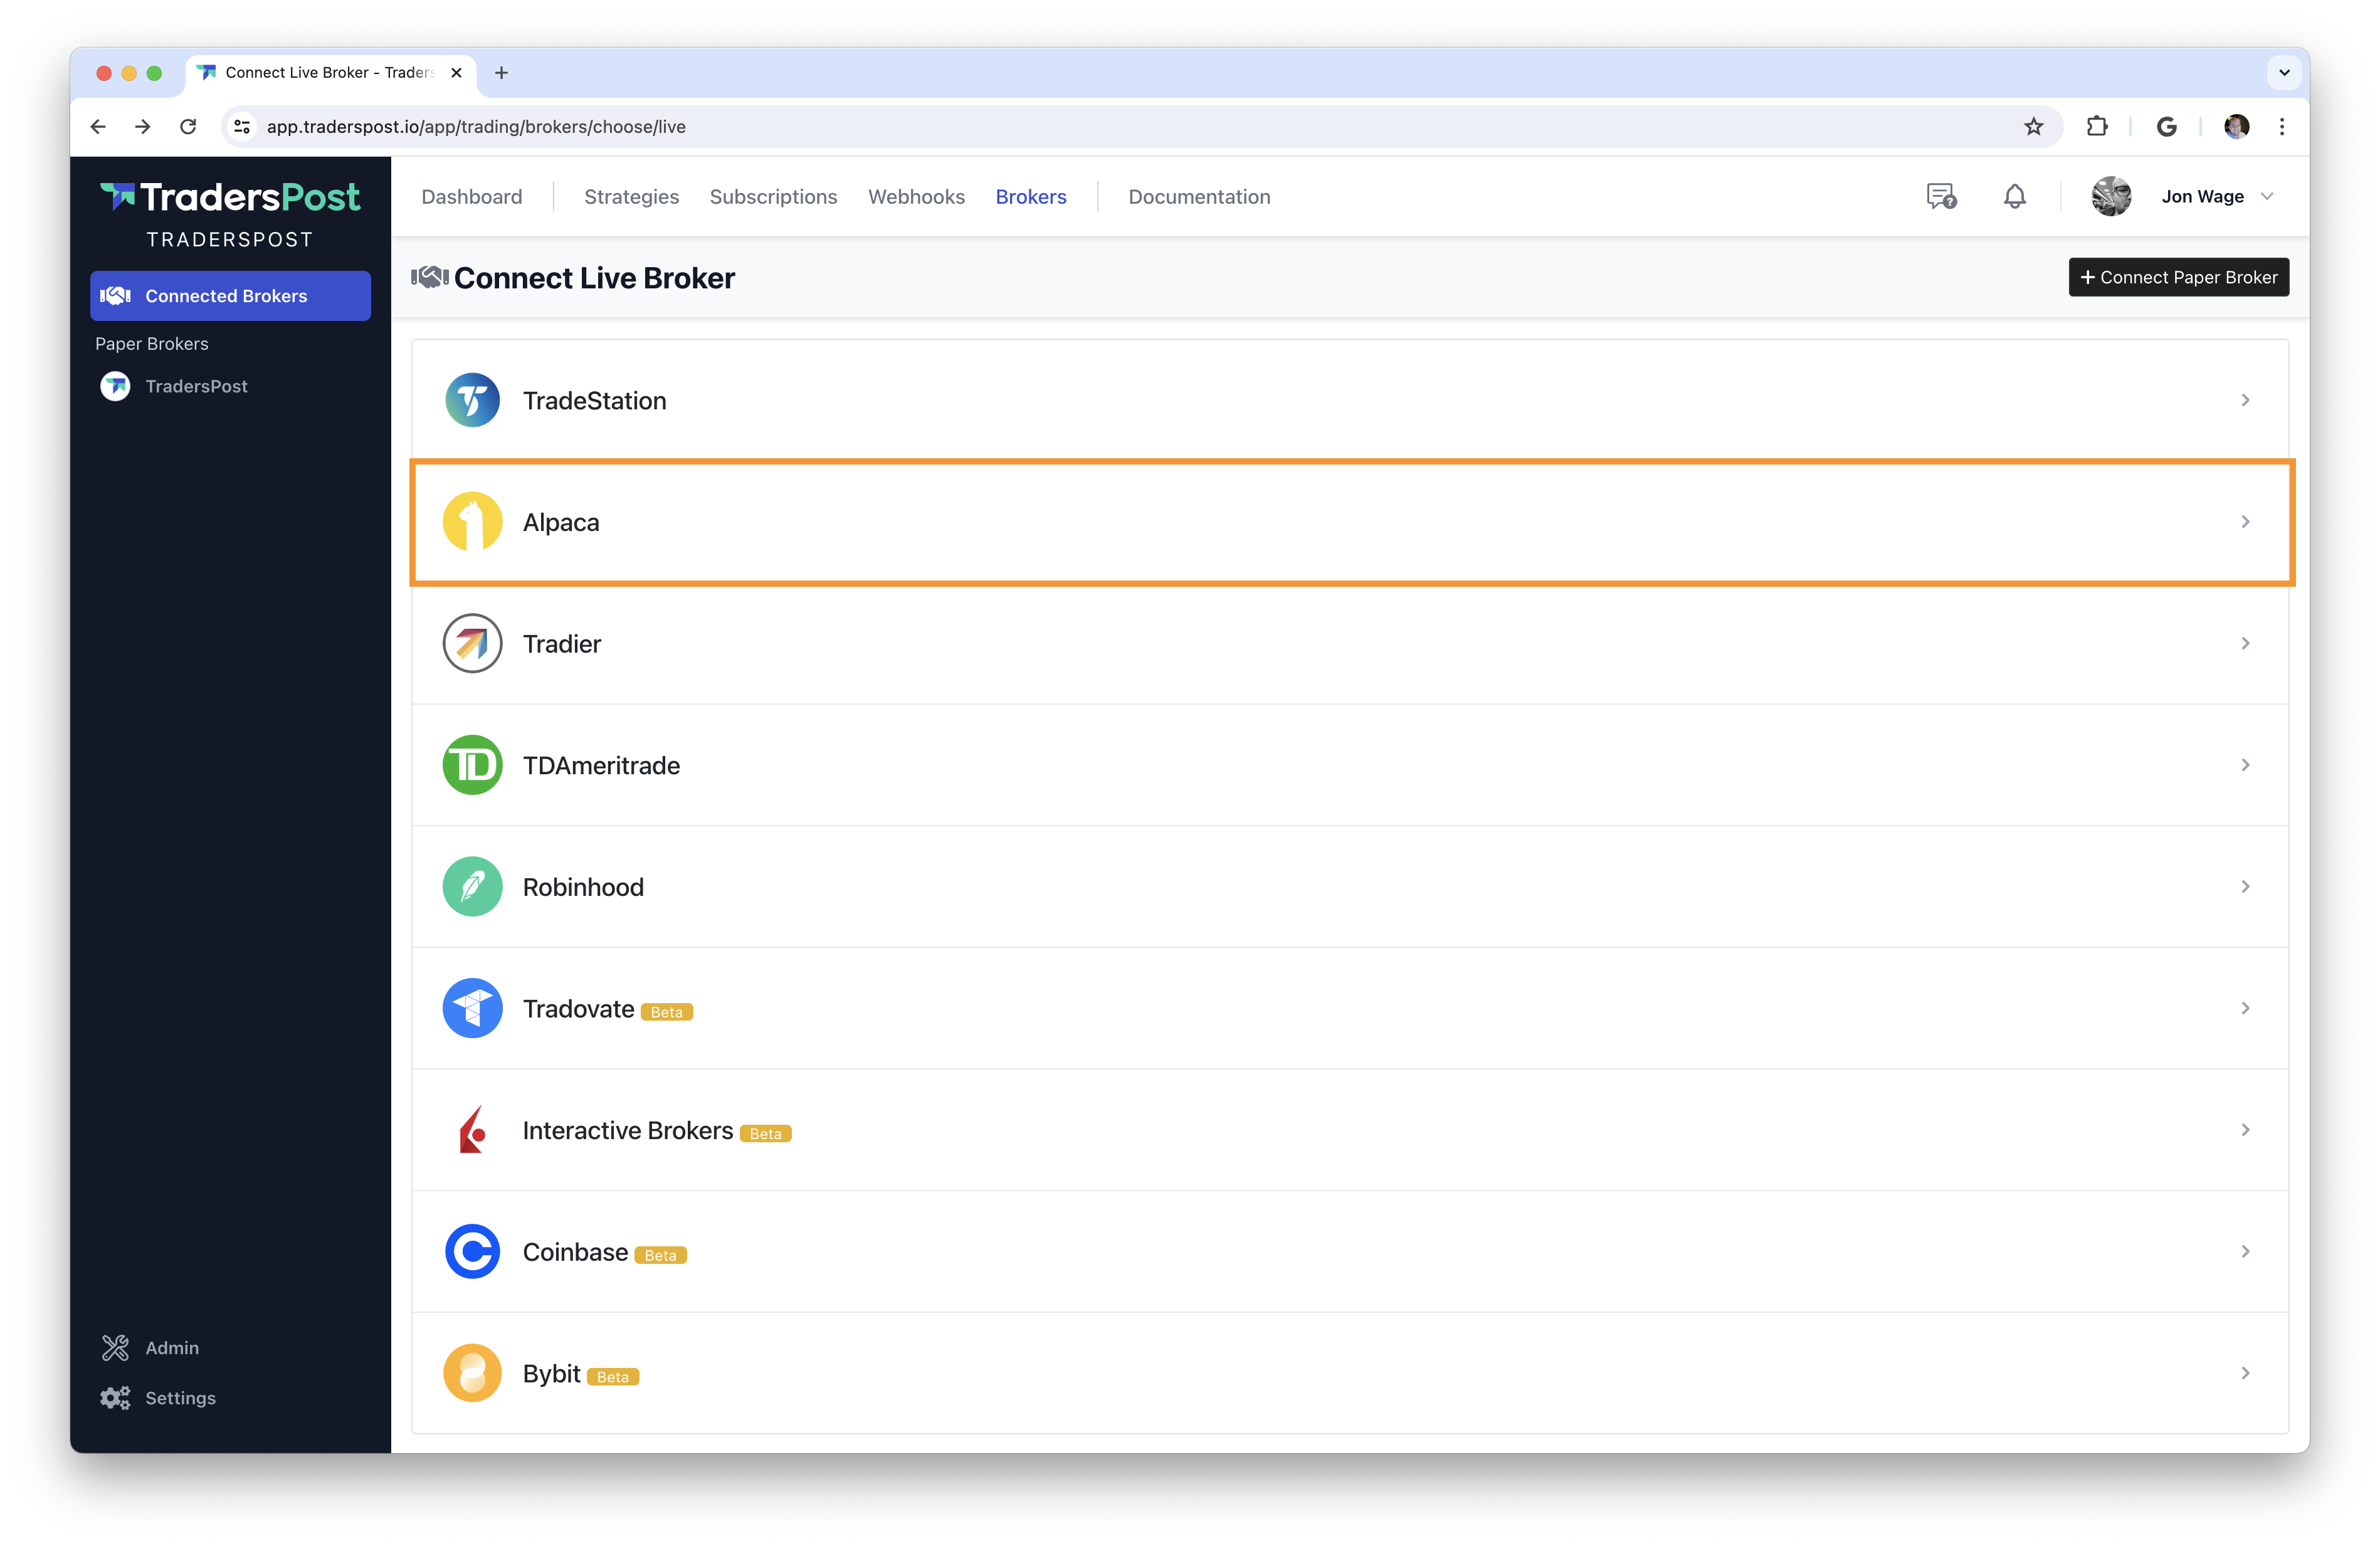 Connect Live Broker - Traders
app.traderspost.io/app/trading/brokers/choose/live
TradersPost
TRADERSPOST
Connected Brokers
Paper Brokers
TradersPost
Admin
Settings
Dashboard
Strategies
Subscriptions
Webhooks
Brokers
Documentation
Jon Wage
Connect Live Broker
+ Connect Paper Broker
TradeStation
Alpaca
Tradier
TD
TDAmeritrade
Robinhood
Tradovate Beta
Interactive Brokers Beta
Coinbase Beta
Bybit Beta